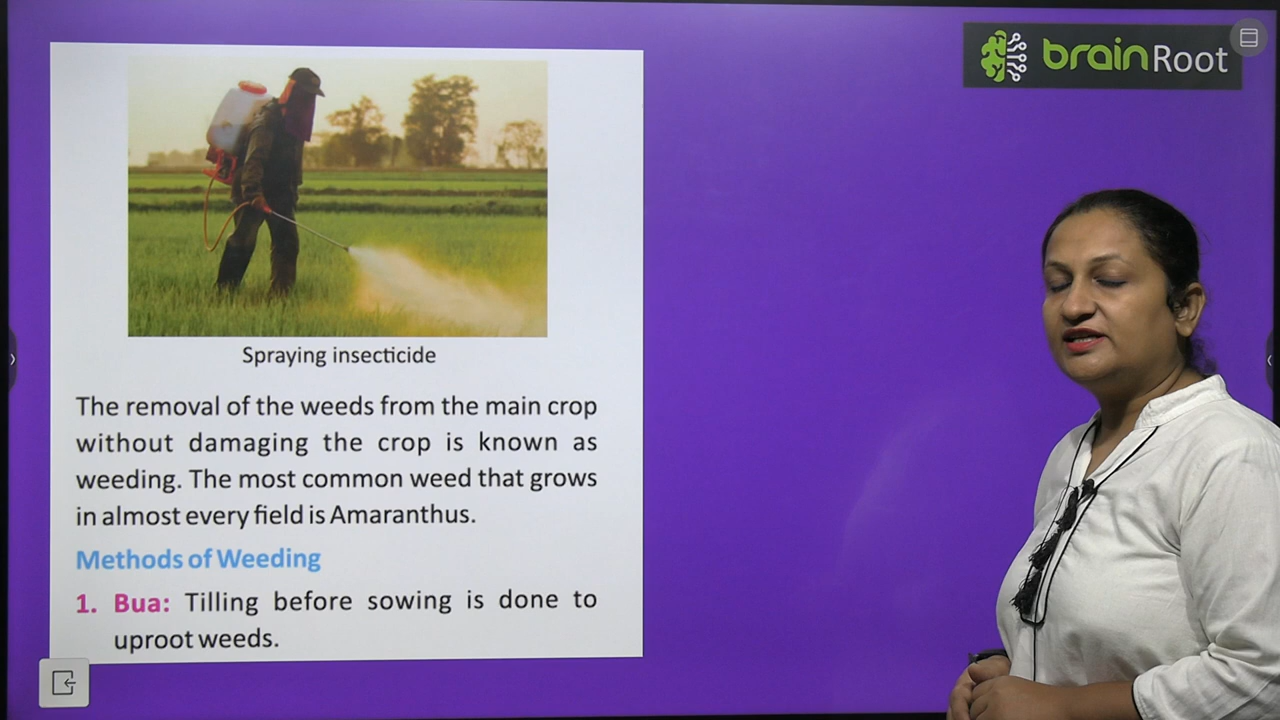 brainRoot
Spraying insecticide
The removal of the weeds from the main crop
without damaging the crop is known as
weeding. The most common weed that grows
in almost every field is Amaranthus.
Methods of Weeding
1. Bua: Tilling before sowing is done to
uproot weeds.